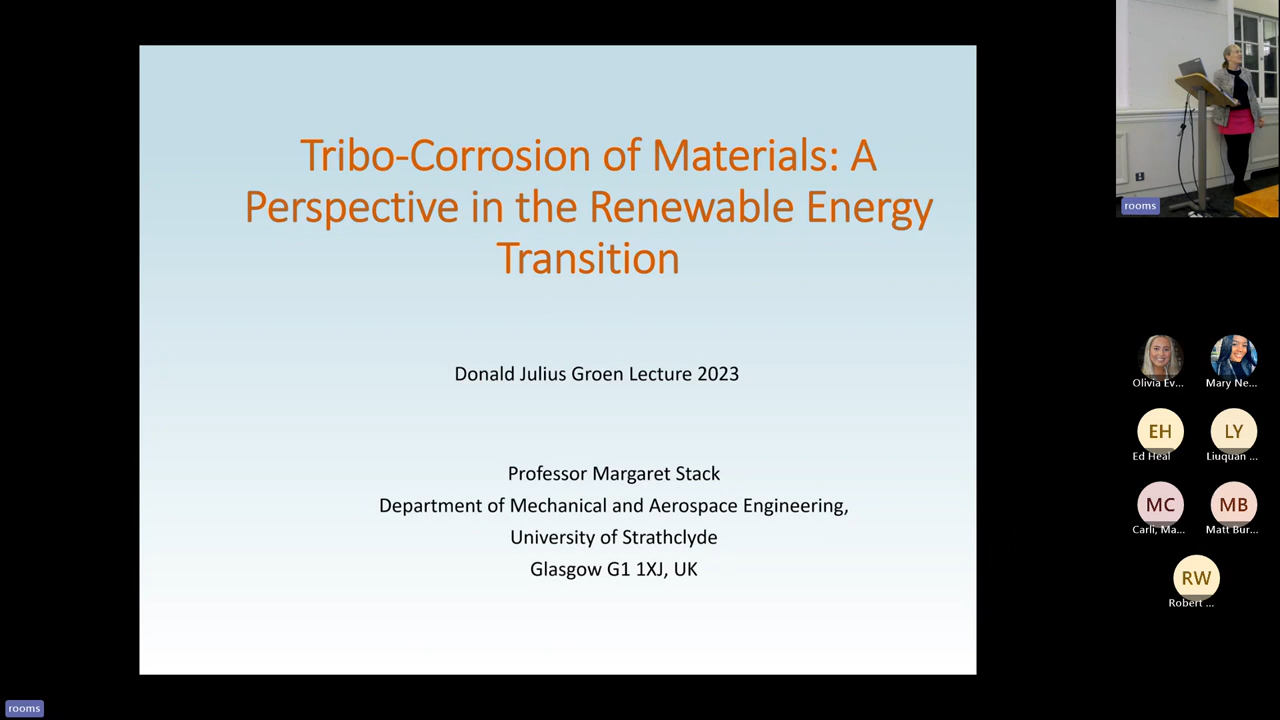 Tribo-Corrosion of Materials: A
Perspective in the Renewable Energy
Transition
Donald Julius Groen Lecture 2023
Professor Margaret Stack
Department of Mechanical and Aerospace Engineering,
University of Strathclyde
Glasgow G1 1XJ, UK
rooms
Olivia Ev...
Mary Ne...
EH
LY
Ed Heal
Liuquan ...
MC
MB
Carli, Ma...
Matt Bur...
RW
Robert ...
rooms